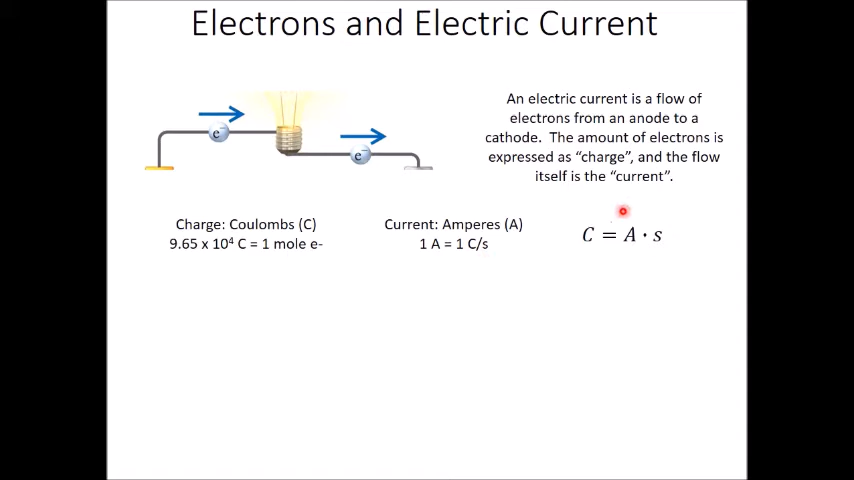 Electrons and Electric Current
e⁻
e⁻
An electric current is a flow of
electrons from an anode to a
cathode. The amount of electrons is
expressed as “charge”, and the flow
itself is the “current”.
Charge: Coulombs (C)
9.65 x 10⁴ C = 1 mole e-
Current: Amperes (A)
1 A = 1 C/s
C = A · s